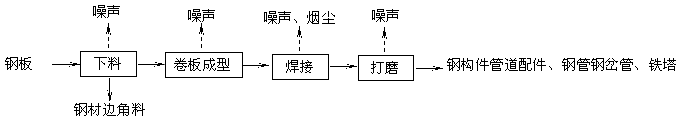 噪声 噪声 噪声、烟尘 噪声
钢板 下料 卷板成型 焊接 打磨 钢构件管道配件、钢管钢岔管、铁塔
钢材边角料